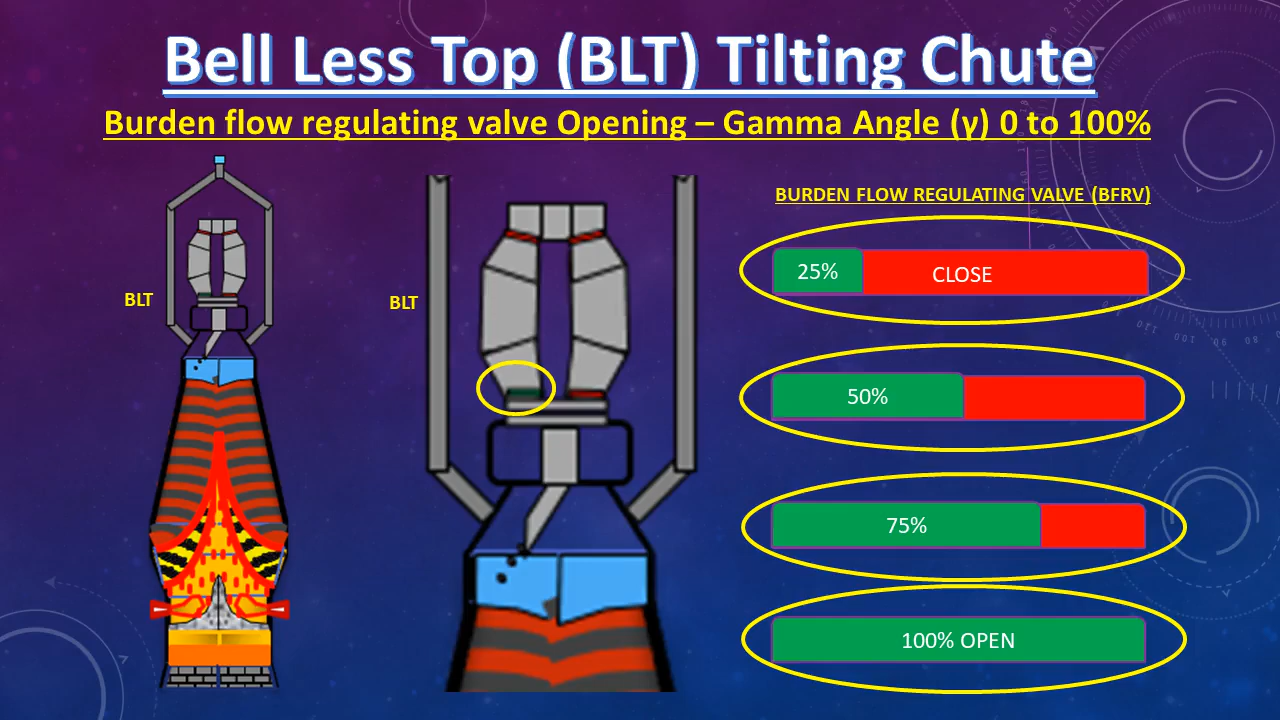 Bell Less Top (BLT) Tilting Chute
Burden flow regulating valve Opening – Gamma Angle (γ) 0 to 100%
BURDEN FLOW REGULATING VALVE (BFRV)
BLT
BLT
25%
CLOSE
50%
75%
100% OPEN